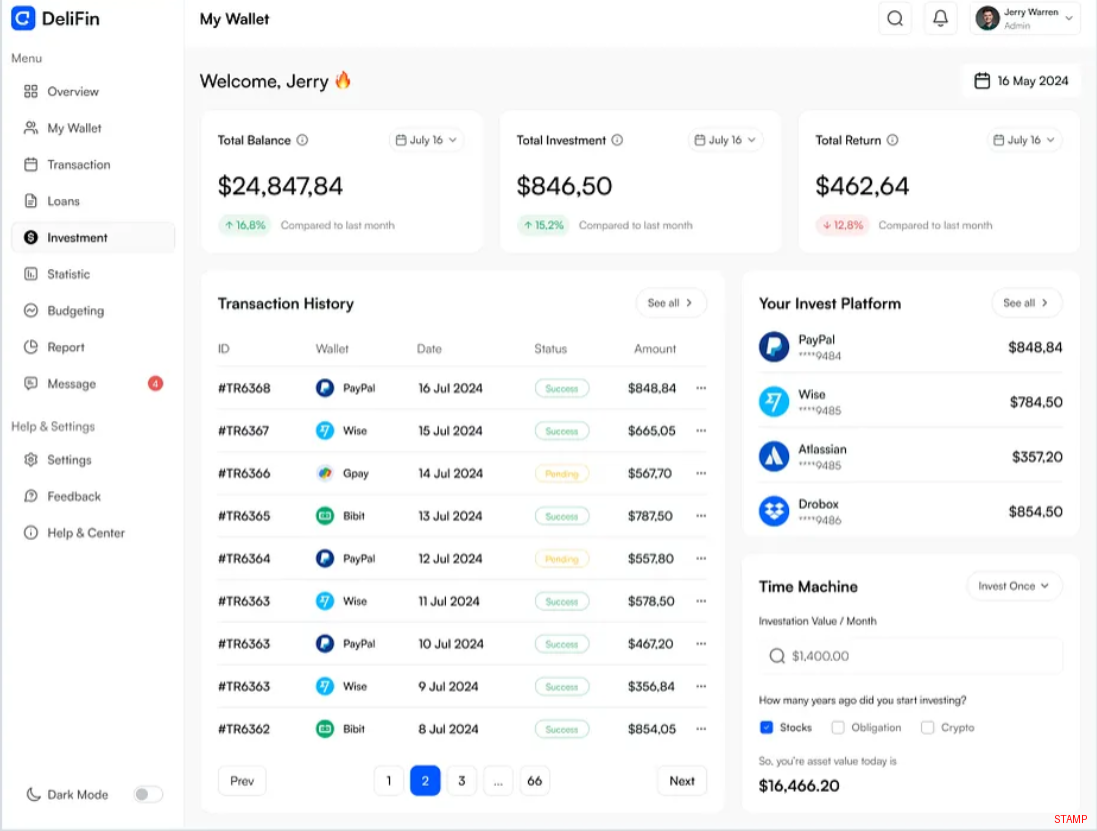 DeliFin
My Wallet
Jerry Warren
Admin
Menu
Overview
My Wallet
Transaction
Loans
Investment
Statistic
Budgeting
Report
Message 4
Help & Settings
Settings
Feedback
Help & Center
Dark Mode
Welcome, Jerry 🔥
16 May 2024
Total Balance July 16
$24,847,84
↑ 16,8% Compared to last month
Total Investment July 16
$846,50
↑ 15,2% Compared to last month
Total Return July 16
$462,64
↓ 12,8% Compared to last month
Transaction History See all >
ID Wallet Date Status Amount
#TR6368 PayPal 16 Jul 2024 Success $848,84 ...
#TR6367 Wise 15 Jul 2024 Success $665,05 ...
#TR6366 Gpay 14 Jul 2024 Pending $567,70 ...
#TR6365 Bibit 13 Jul 2024 Success $787,50 ...
#TR6364 PayPal 12 Jul 2024 Pending $557,80 ...
#TR6363 Wise 11 Jul 2024 Success $578,50 ...
#TR6363 PayPal 10 Jul 2024 Success $467,20 ...
#TR6363 Wise 9 Jul 2024 Success $356,84 ...
#TR6362 Bibit 8 Jul 2024 Success $854,05 ...
Prev 1 2 3 ... 66 Next
Your Invest Platform See all >
PayPal
****9484
$848,84
Wise
****9485
$784,50
Atlassian
****9485
$357,20
Drobox
****9486
$854,50
Time Machine Invest Once
Investation Value / Month
$1,400.00
How many years ago did you start investing?
Stocks Obligation Crypto
So, you're asset value today is
$16,466.20
STAMP